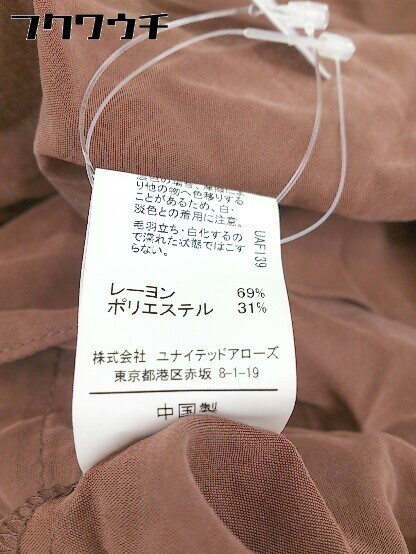 フクワウチ
り他の物へ色移りする
ことがあるため、白・
淡色との着用に注意。
毛羽立ち・白化するの
で濡れた状態ではこす
らない。
UAF139
レーヨン 69%
ポリエステル 31%
株式会社 ユナイテッドアローズ
東京都港区赤坂 8-1-19
中国製